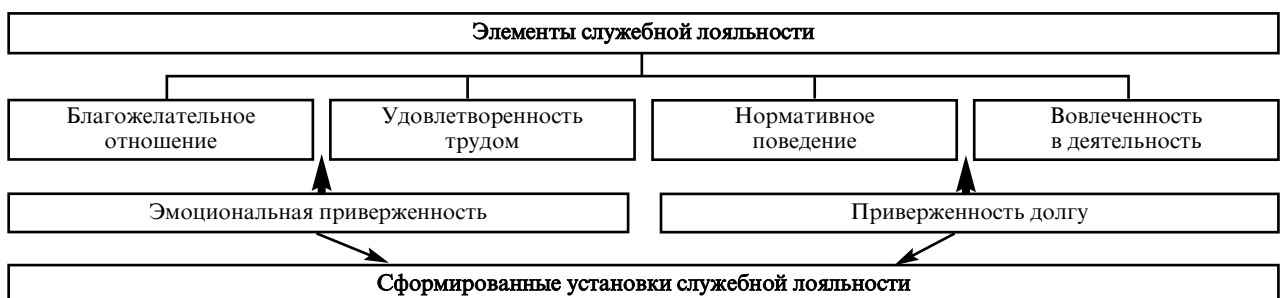 Элементы служебной лояльности
Благожелательное
отношение
Удовлетворенность
трудом
Нормативное
поведение
Вовлеченность
в деятельность
Эмоциональная приверженность
Приверженность долгу
Сформированные установки служебной лояльности